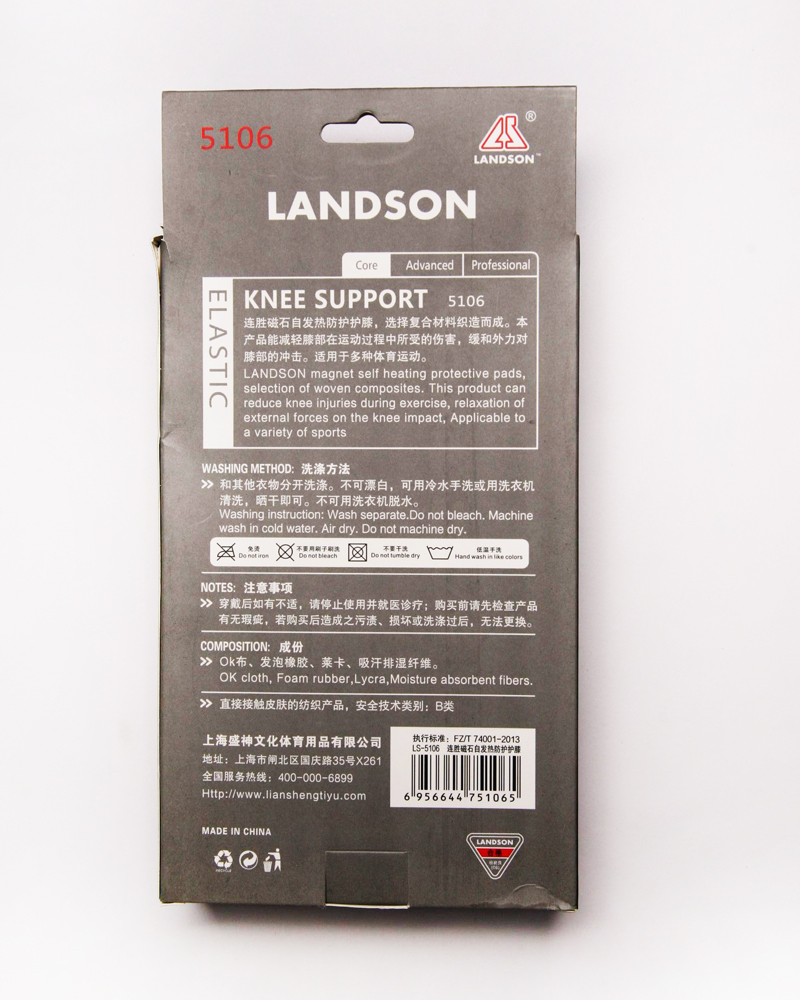 5106
®
LANDSON™
LANDSON
Core Advanced Professional
ELASTIC
KNEE SUPPORT 5106
连胜磁石自发热防护护膝，选择复合材料织造而成。本
产品能减轻膝部在运动过程中所受的伤害，缓和外力对
膝部的冲击。适用于多种体育运动。
LANDSON magnet self heating protective pads,
selection of woven composites. This product can
reduce knee injuries during exercise, relaxation of
external forces on the knee impact, Applicable to
a variety of sports
WASHING METHOD: 洗涤方法
和其他衣物分开洗涤。不可漂白，可用冷水手洗或用洗衣机
清洗，晒干即可。不可用洗衣机脱水。
Washing instruction: Wash separate.Do not bleach. Machine
wash in cold water. Air dry. Do not machine dry.
免烫 不要用刷子刷洗 不要干洗 低温手洗
Do not iron Do not bleach Do not tumble dry Hand wash in like colors
NOTES: 注意事项
穿戴后如有不适，请停止使用并就医诊疗；购买前请先检查产品
有无瑕疵，若购买后造成之污渍、损坏或洗涤过后，无法更换。
COMPOSITION: 成份
Ok布、发泡橡胶、莱卡、吸汗排湿纤维。
OK cloth, Foam rubber,Lycra,Moisture absorbent fibers.
直接接触皮肤的纺织产品，安全技术类别：B类
上海盛神文化体育用品有限公司
地址：上海市闸北区国庆路35号X261
全国服务热线：400-000-6899
Http://www.lianshengtiyu.com
执行标准：FZ/T 74001-2013
LS-5106 连胜磁石自发热防护护膝
6 956644 751065
MADE IN CHINA
LANDSON